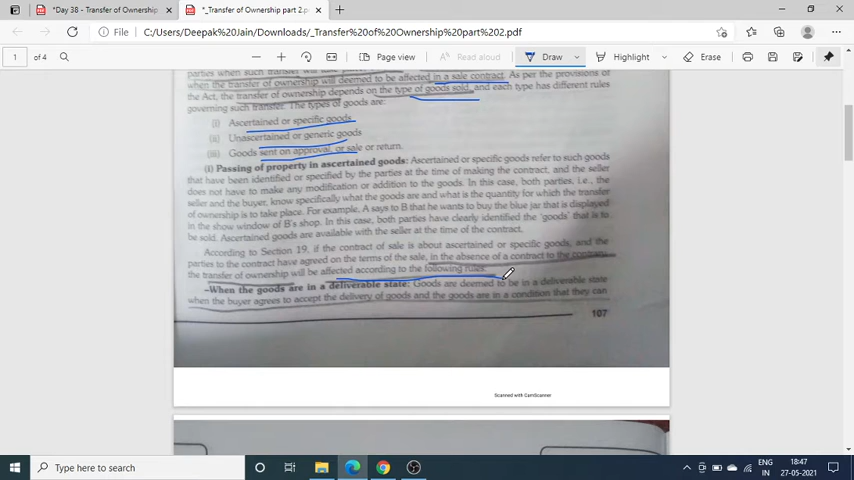 *Day 38 - Transfer of Ownership
*_Transfer of Ownership part 2.p
File
C:/Users/Deepak%20Jain/Downloads/_Transfer%20of%20Ownership%20part%202.pdf
1
of 4
Page view
Read aloud
Draw
Highlight
Erase
parties when such transfer will
when the transfer of ownership will deemed to be affected in a sale contract. As per the provisions of
the Act, the transfer of ownership depends on the type of goods sold, and each type has different rules
governing such transfer. The types of goods are:
(i) Ascertained or specific goods
(ii) Unascertained or generic goods
(iii) Goods sent on approval, or sale or return.
(i) Passing of property in ascertained goods: Ascertained or specific goods refer to such goods
that have been identified or specified by the parties at the time of making the contract, and the seller
does not have to make any modification or addition to the goods. In this case, both parties, i.e., the
seller and the buyer, know specifically what the goods are and what is the quantity for which the transfer
of ownership is to take place. For example, A says to B that he wants to buy the blue jar that is displayed
in the show window of B's shop. In this case, both parties have clearly identified the 'goods' that is to
be sold. Ascertained goods are available with the seller at the time of the contract.
According to Section 19, if the contract of sale is about ascertained or specific goods, and the
parties to the contract have agreed on the terms of the sale, in the absence of a contract to the contrary,
the transfer of ownership will be affected according to the following rules:
–When the goods are in a deliverable state: Goods are deemed to be in a deliverable state
when the buyer agrees to accept the delivery of goods and the goods are in a condition that they can
107
Scanned with CamScanner
Type here to search
ENG
IN
18:47
27-05-2021